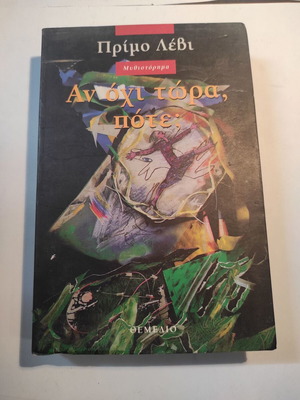 Πρίμο Λέβι
Μυθιστόρημα
Αν όχι τώρα,
πότε;
ΘΕΜΕΛΙΟ